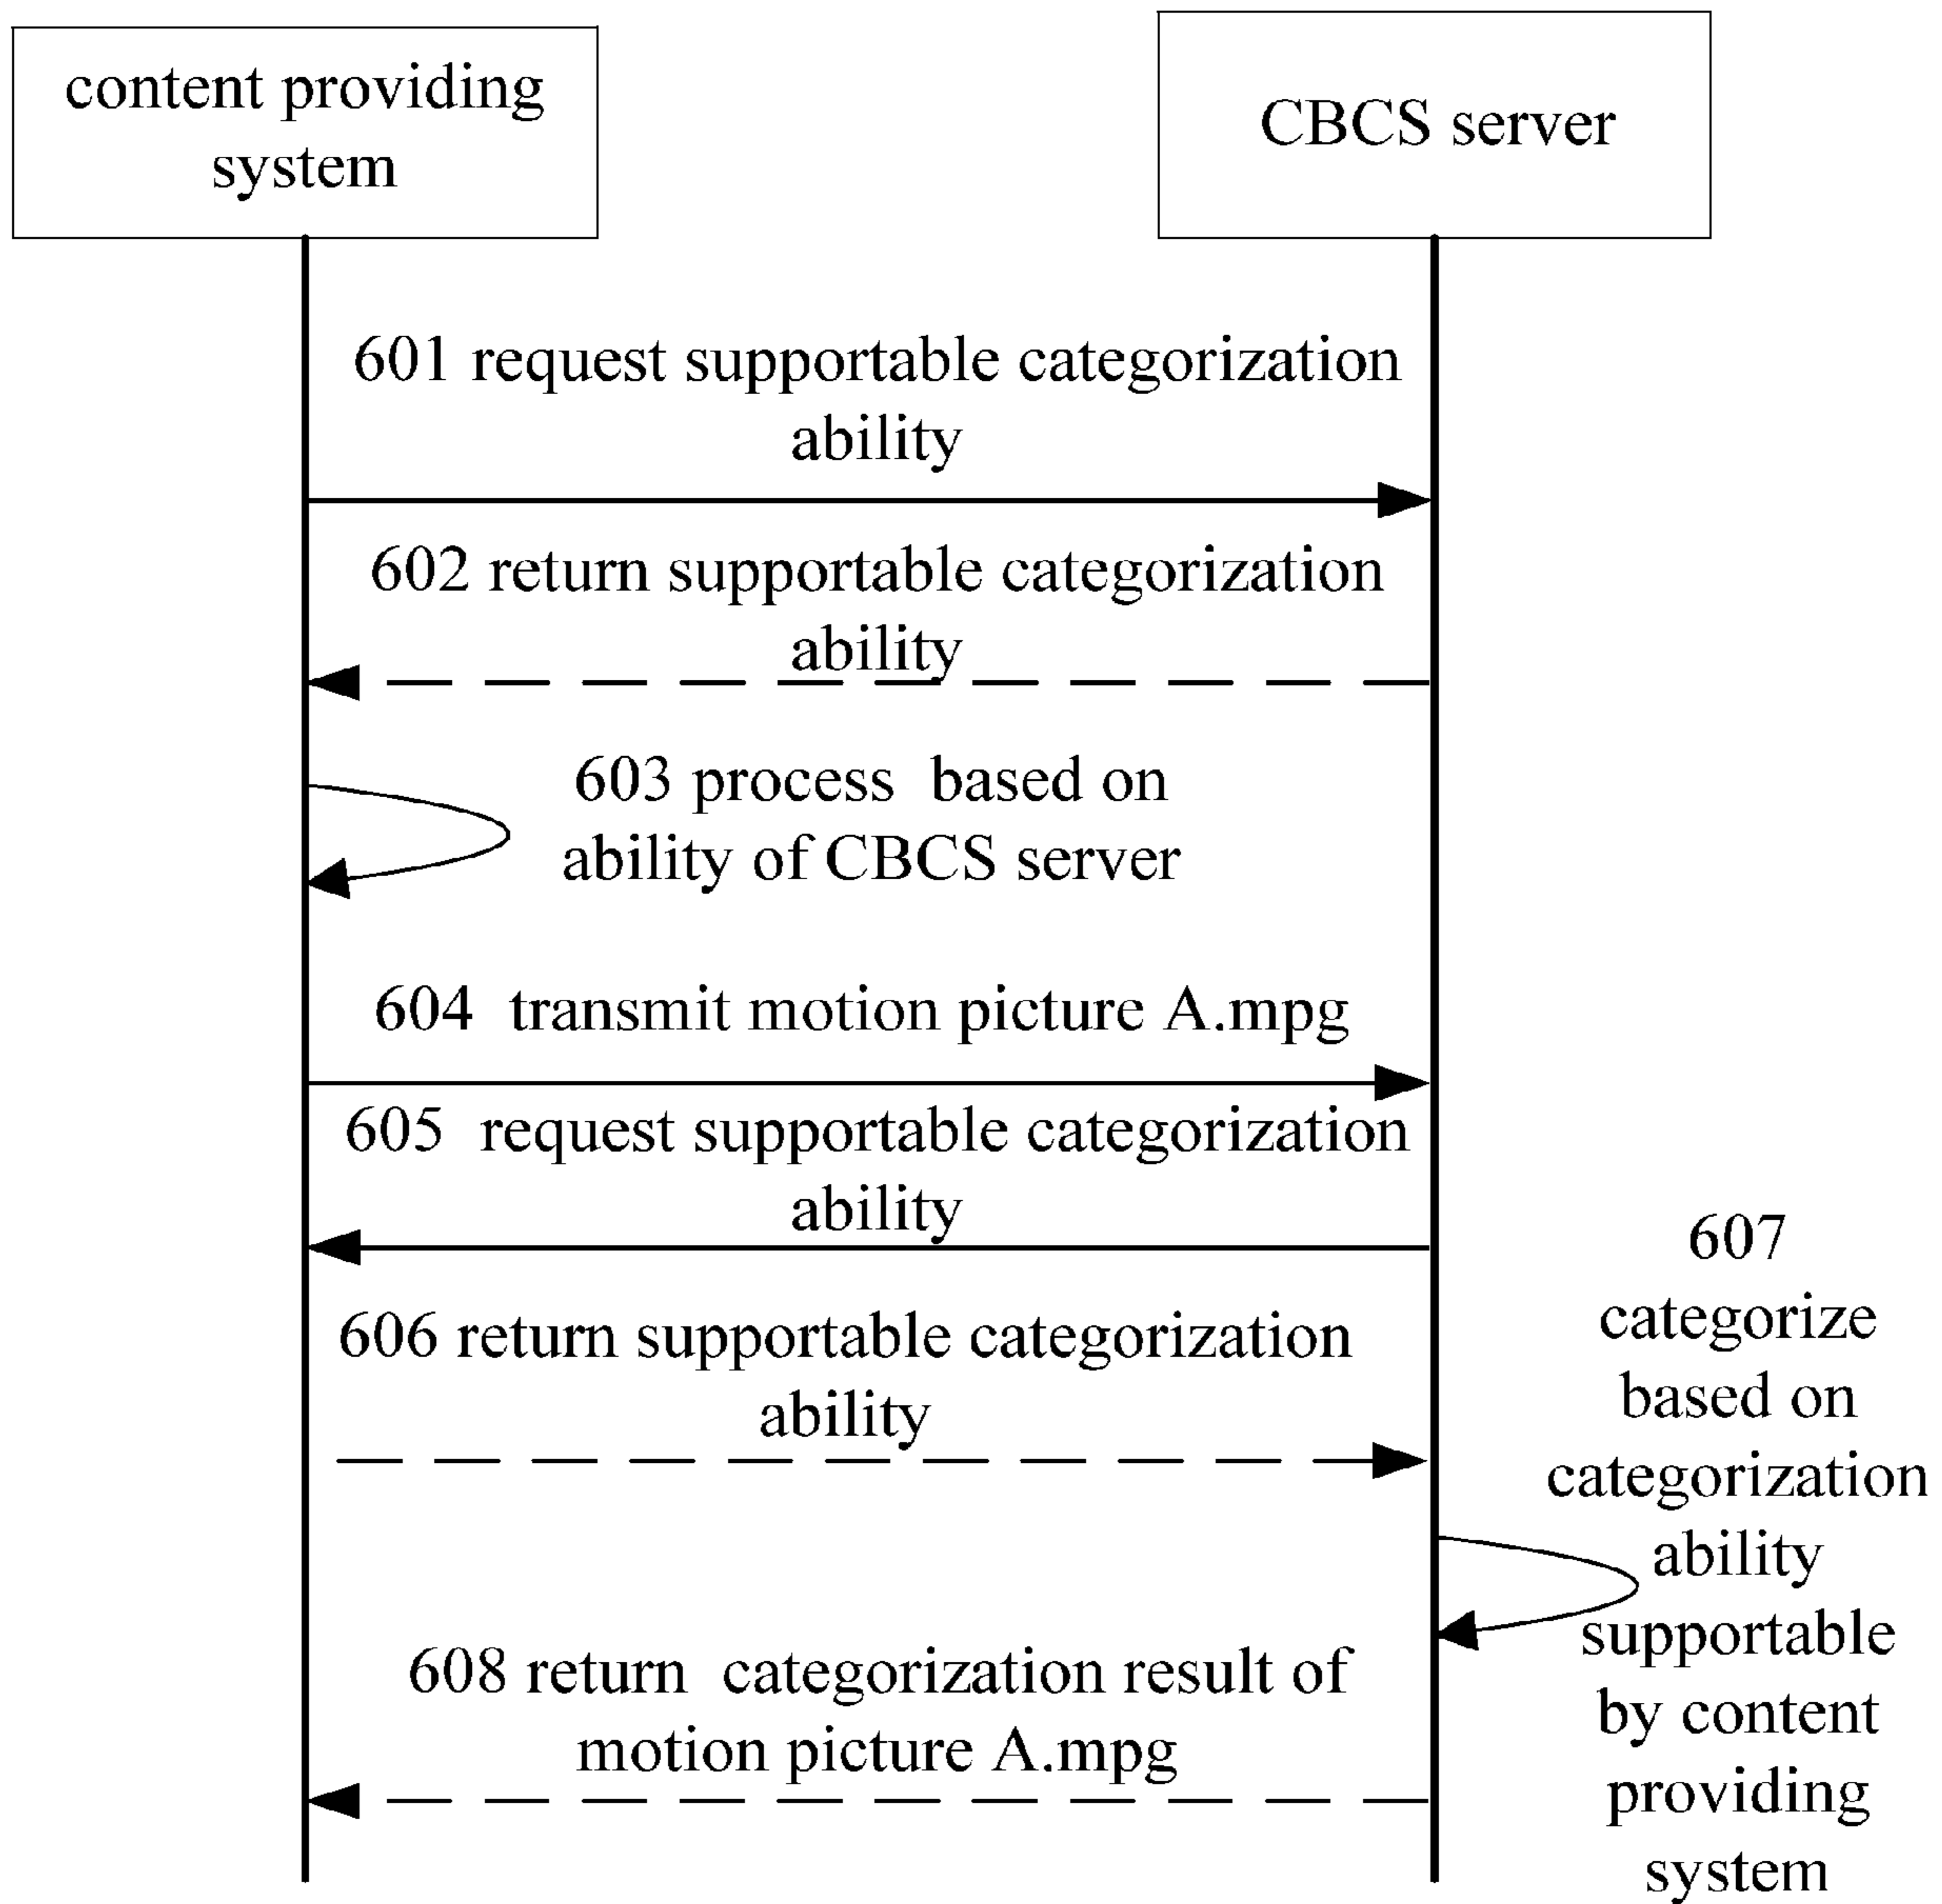 content providing
system
CBCS server
601 request supportable categorization
ability
602 return supportable categorization
ability
603 process based on
ability of CBCS server
604 transmit motion picture A.mpg
605 request supportable categorization
ability
606 return supportable categorization
ability
607
categorize
based on
categorization
ability
supportable
by content
providing
system
608 return categorization result of
motion picture A.mpg